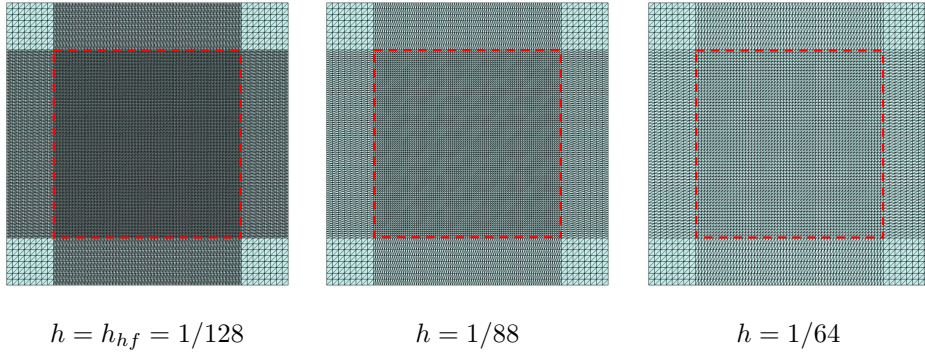 h = h_{hf} = 1/128
h = 1/88
h = 1/64